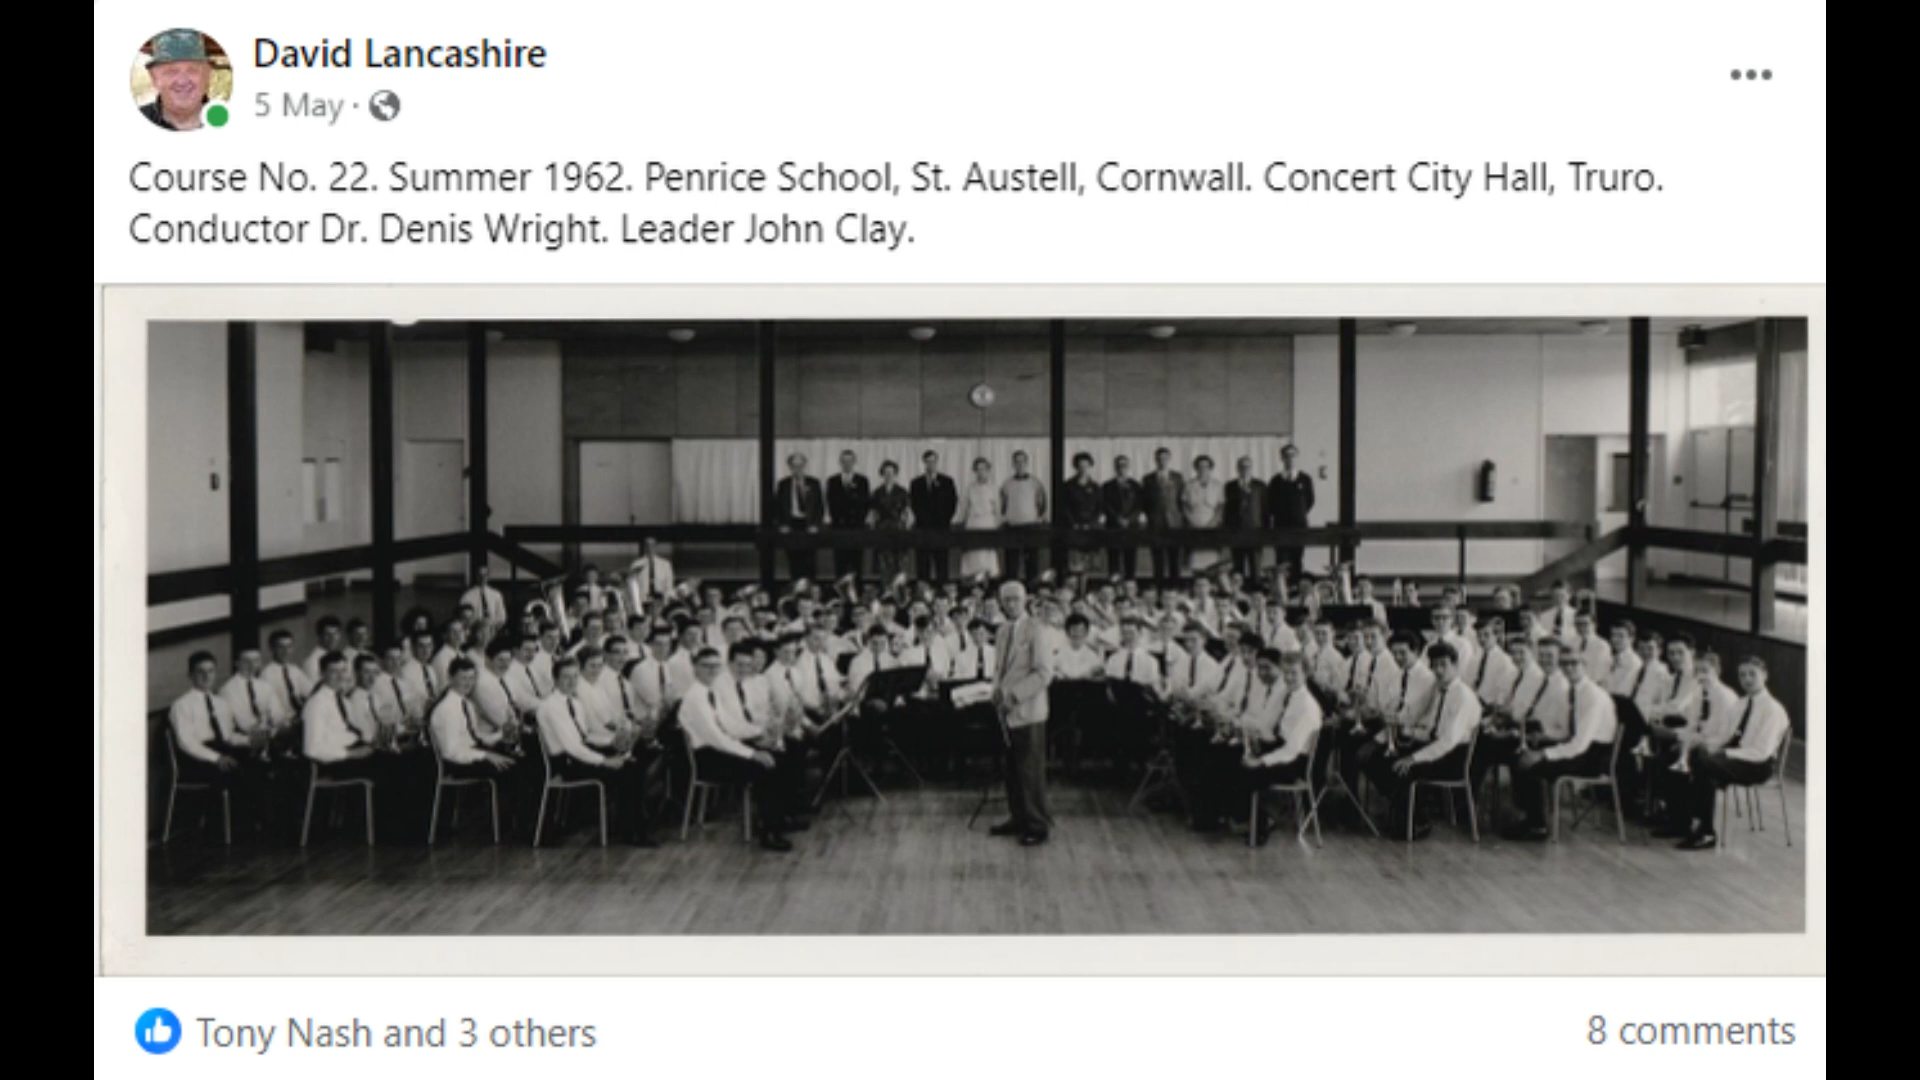 David Lancashire
5 May ·
Course No. 22. Summer 1962. Penrice School, St. Austell, Cornwall. Concert City Hall, Truro.
Conductor Dr. Denis Wright. Leader John Clay.
Tony Nash and 3 others
8 comments